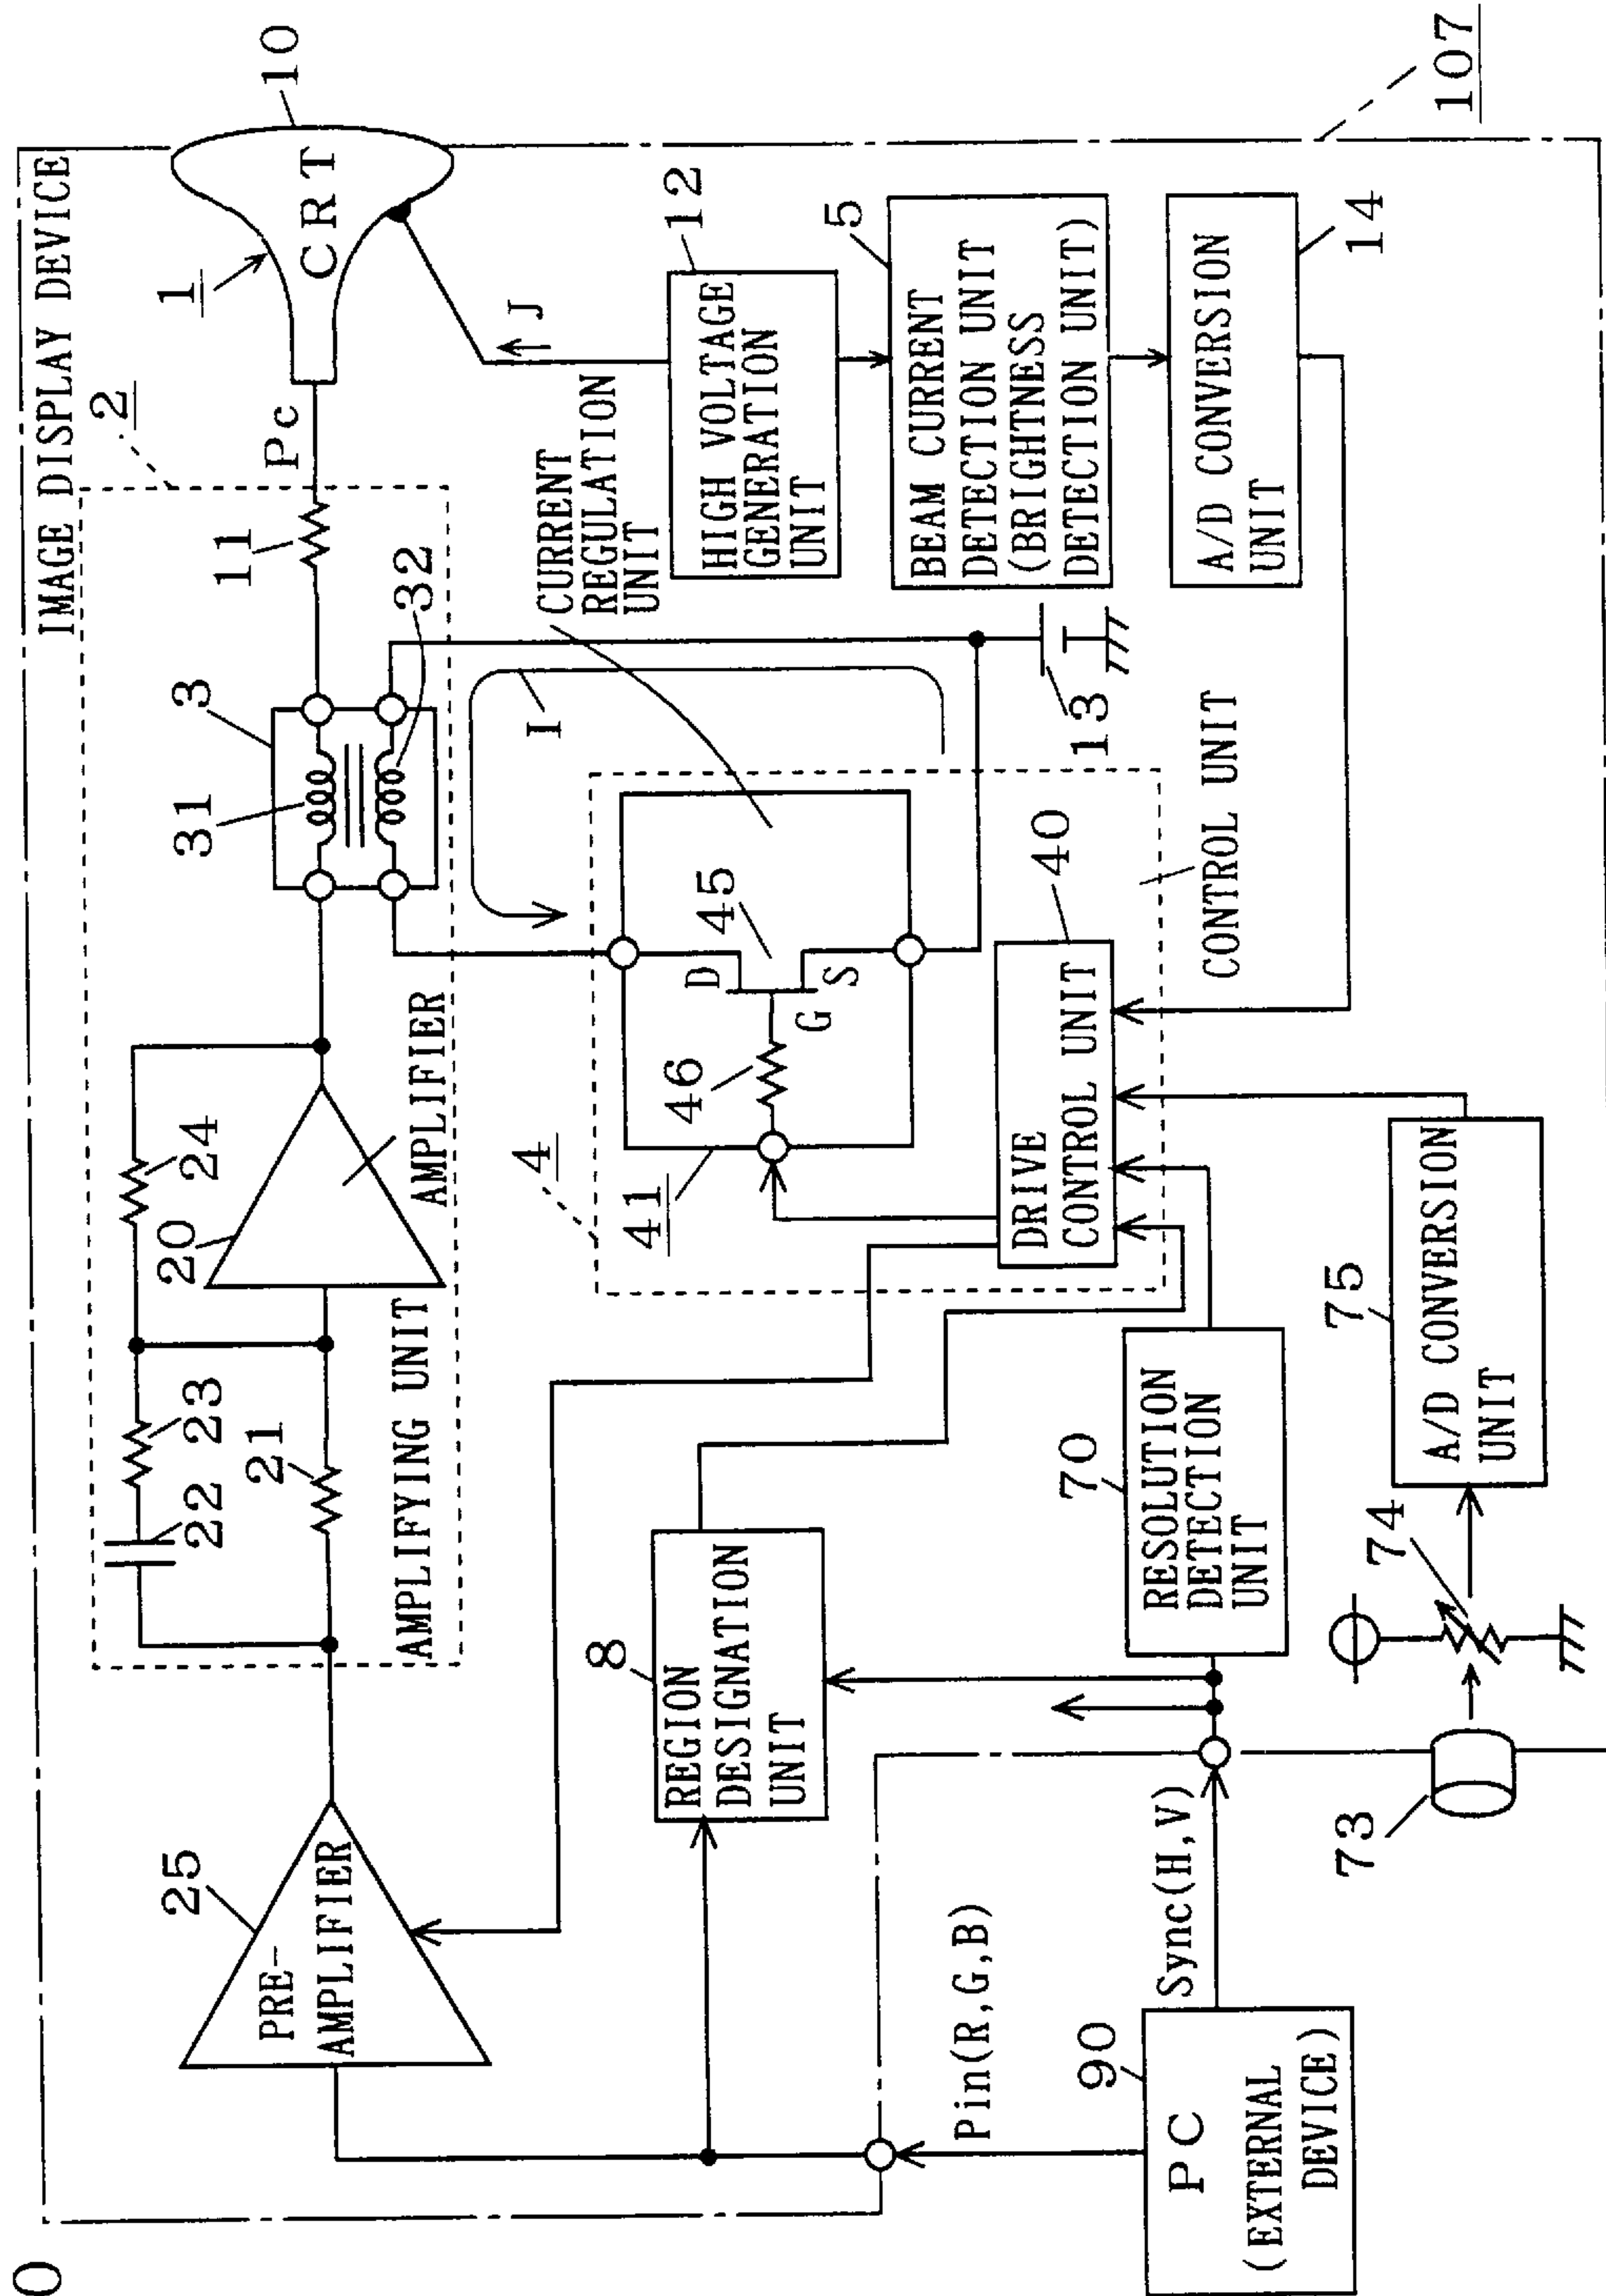 0
IMAGE DISPLAY DEVICE
107
10
CRT
1
2
Pc
11
3
31
32
24
20
AMPLIFIER
22 23
21
AMPLIFYING UNIT
25
PRE-
AMPLIFIER
J
12
HIGH VOLTAGE
GENERATION
UNIT
CURRENT
REGULATION
UNIT
I
5
BEAM CURRENT
DETECTION UNIT
(BRIGHTNESS
DETECTION UNIT)
14
A/D CONVERSION
UNIT
13
4
41
45
D
G
S
46
40
DRIVE
CONTROL UNIT
CONTROL UNIT
8
REGION
DESIGNATION
UNIT
70
RESOLUTION
DETECTION
UNIT
75
A/D CONVERSION
UNIT
74
73
Pin(R,G,B)
Sync(H,V)
90
PC
(EXTERNAL
DEVICE)